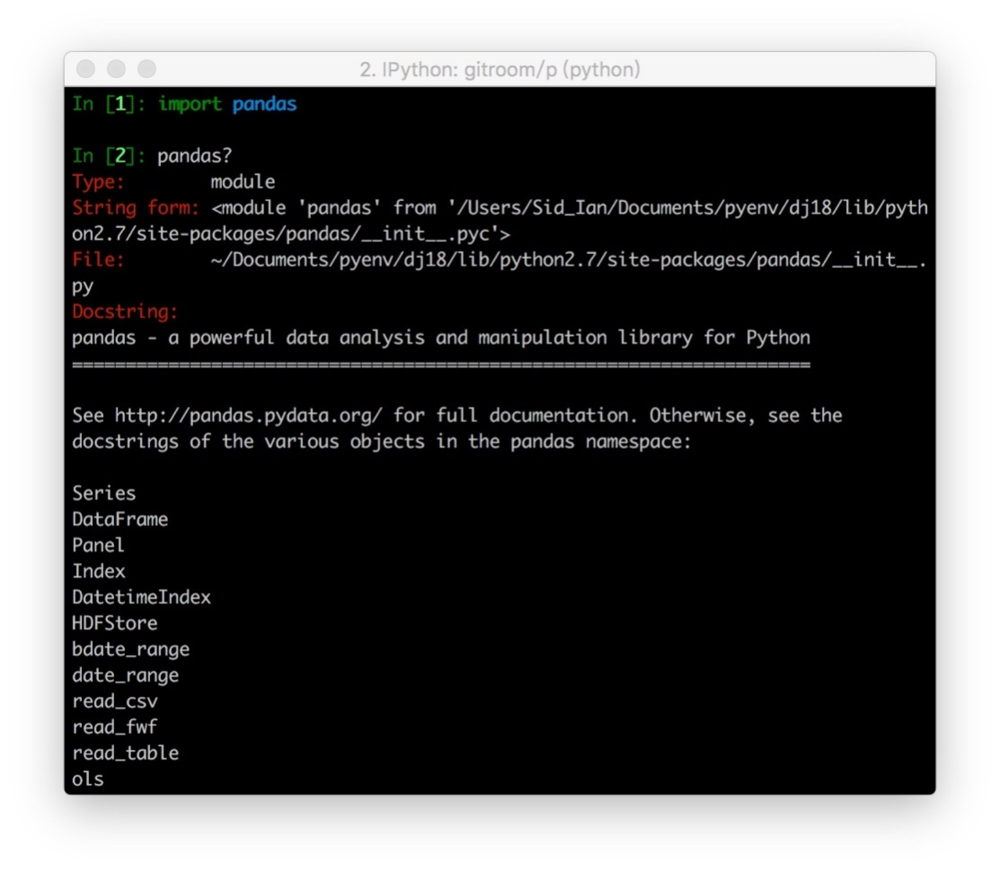 2. IPython: gitroom/p (python)
In [1]: import pandas
In [2]: pandas?
Type:        module
String form: <module 'pandas' from '/Users/Sid_Ian/Documents/pyenv/dj18/lib/pyth
on2.7/site-packages/pandas/__init__.pyc'>
File:        ~/Documents/pyenv/dj18/lib/python2.7/site-packages/pandas/__init__.
py
Docstring:
pandas - a powerful data analysis and manipulation library for Python
=====================================================================
See http://pandas.pydata.org/ for full documentation. Otherwise, see the
docstrings of the various objects in the pandas namespace:
Series
DataFrame
Panel
Index
DatetimeIndex
HDFStore
bdate_range
date_range
read_csv
read_fwf
read_table
ols